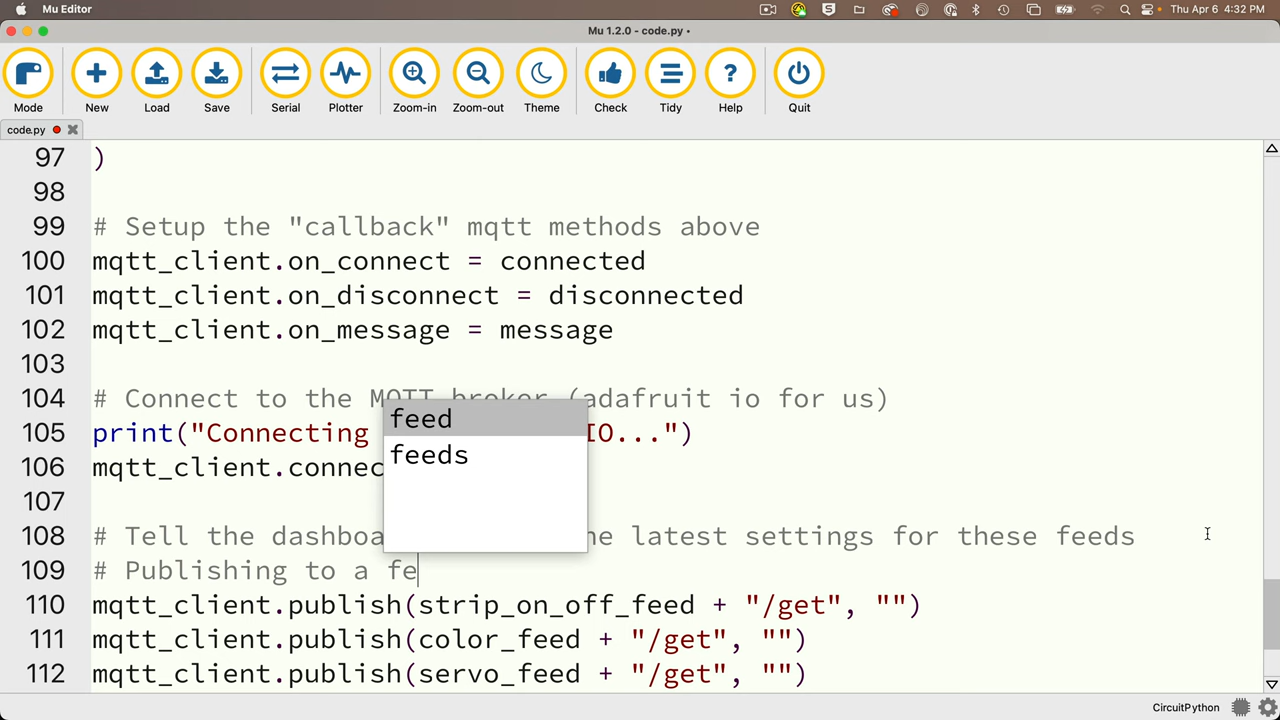 Mu Editor
Thu Apr 6 4:32 PM
Mu 1.2.0 - code.py •
Mode New Load Save Serial Plotter Zoom-in Zoom-out Theme Check Tidy Help Quit
code.py
97 )
98
99 # Setup the "callback" mqtt methods above
100 mqtt_client.on_connect = connected
101 mqtt_client.on_disconnect = disconnected
102 mqtt_client.on_message = message
103
104 # Connect to the MQTT broker (adafruit io for us)
feed
105 print("Connecting IO...")
feeds
106 mqtt_client.connec
107
108 # Tell the dashboa e latest settings for these feeds
109 # Publishing to a fe
110 mqtt_client.publish(strip_on_off_feed + "/get", "")
111 mqtt_client.publish(color_feed + "/get", "")
112 mqtt_client.publish(servo_feed + "/get", "")
CircuitPython